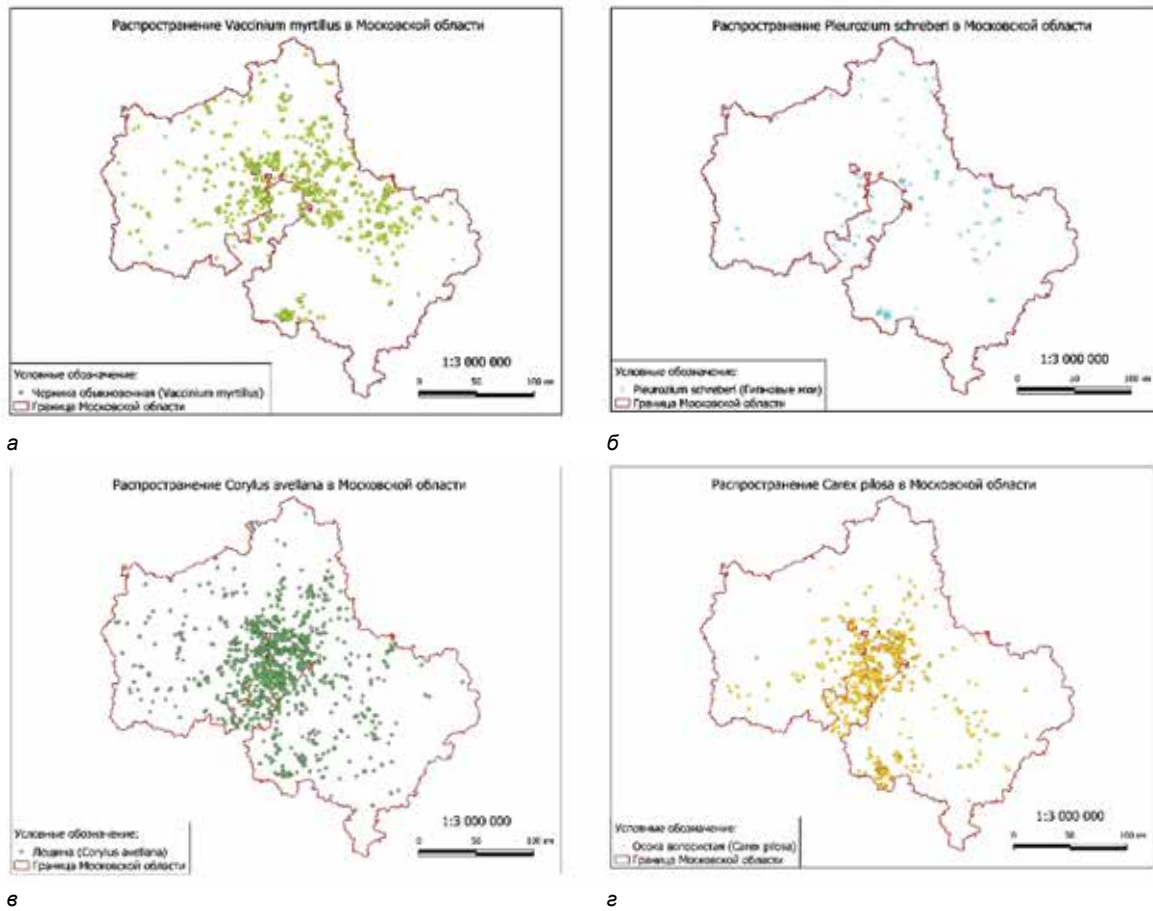 Распространение Vaccinium myrtillus в Московской области
1:3 000 000
0 50 100 км
Условные обозначение:
Черника обыкновенная (Vaccinium myrtillus)
Граница Московской области
а
Распространение Pleurozium schreberi в Московской области
1:3 000 000
0 50 100 км
Условные обозначение:
Pleurozium schreberi (Гипновые мхи)
Граница Московской области
б
Распространение Corylus avellana в Московской области
1:3 000 000
0 50 100 км
Условные обозначение:
Лещина (Corylus avellana)
Граница Московской области
в
Распространение Carex pilosa в Московской области
1:3 000 000
0 50 100 км
Условные обозначение:
Осока волосистая (Carex pilosa)
Граница Московской области
г